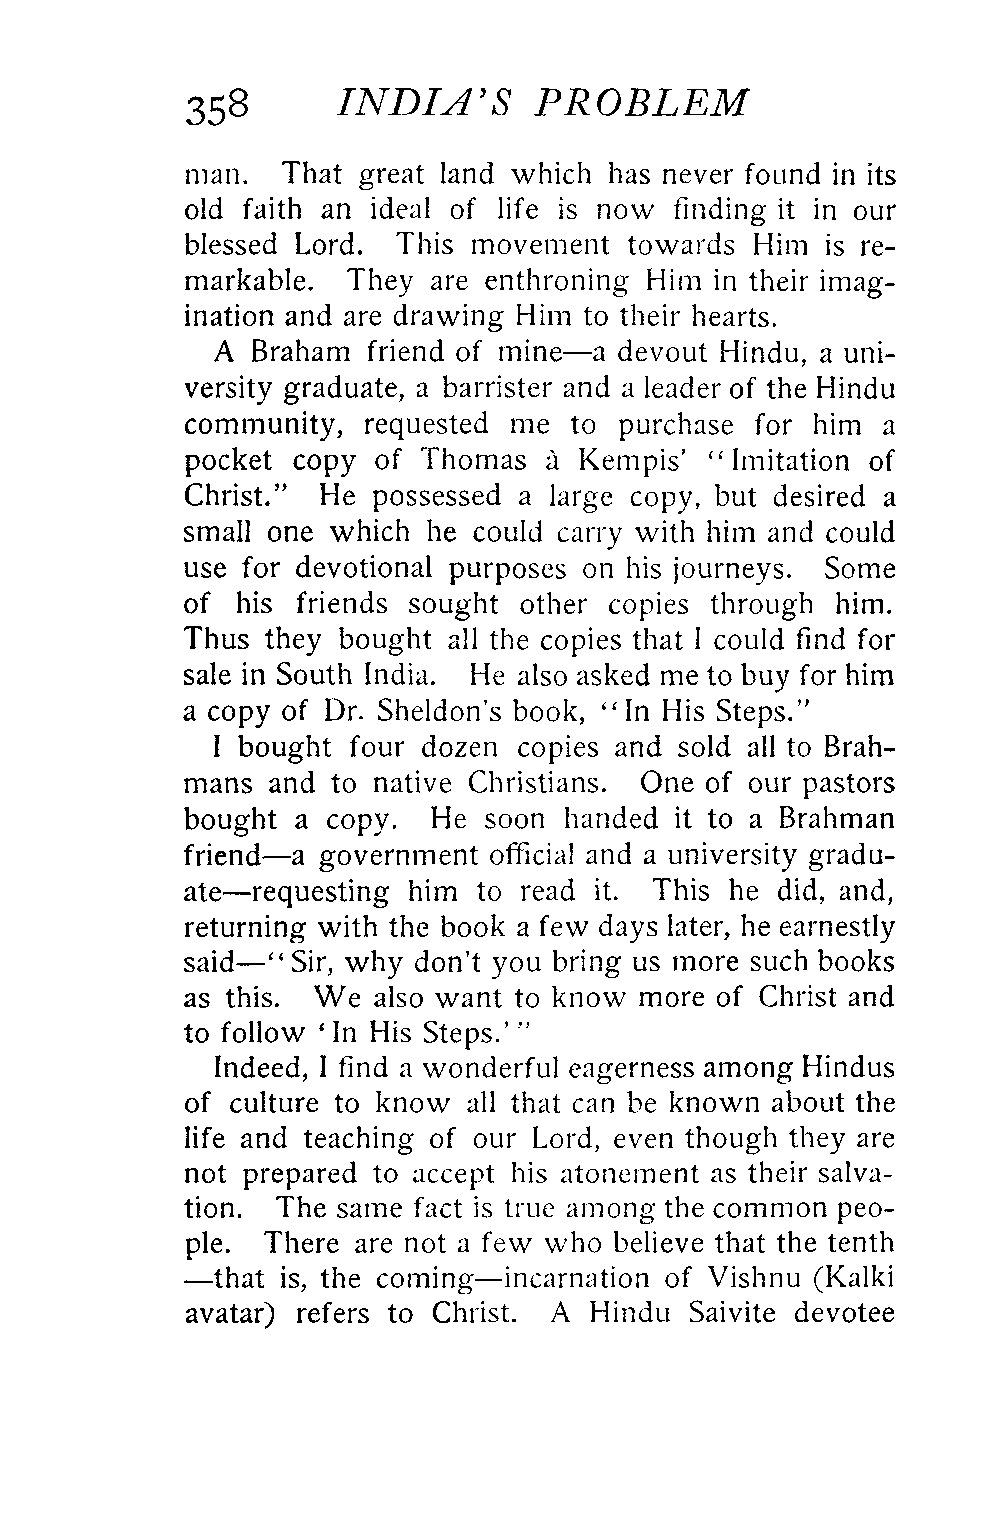 358 INDIA'S PROBLEM
man. That great land which has never found in its
old faith an ideal of life is now finding it in our
blessed Lord. This movement towards Him is re-
markable. They are enthroning Him in their imag-
ination and are drawing Him to their hearts.
A Braham friend of mine—a devout Hindu, a uni-
versity graduate, a barrister and a leader of the Hindu
community, requested me to purchase for him a
pocket copy of Thomas à Kempis' "Imitation of
Christ." He possessed a large copy, but desired a
small one which he could carry with him and could
use for devotional purposes on his journeys. Some
of his friends sought other copies through him.
Thus they bought all the copies that I could find for
sale in South India. He also asked me to buy for him
a copy of Dr. Sheldon's book, "In His Steps."
I bought four dozen copies and sold all to Brah-
mans and to native Christians. One of our pastors
bought a copy. He soon handed it to a Brahman
friend—a government official and a university gradu-
ate—requesting him to read it. This he did, and,
returning with the book a few days later, he earnestly
said—"Sir, why don't you bring us more such books
as this. We also want to know more of Christ and
to follow 'In His Steps.'"
Indeed, I find a wonderful eagerness among Hindus
of culture to know all that can be known about the
life and teaching of our Lord, even though they are
not prepared to accept his atonement as their salva-
tion. The same fact is true among the common peo-
ple. There are not a few who believe that the tenth
—that is, the coming—incarnation of Vishnu (Kalki
avatar) refers to Christ. A Hindu Saivite devotee